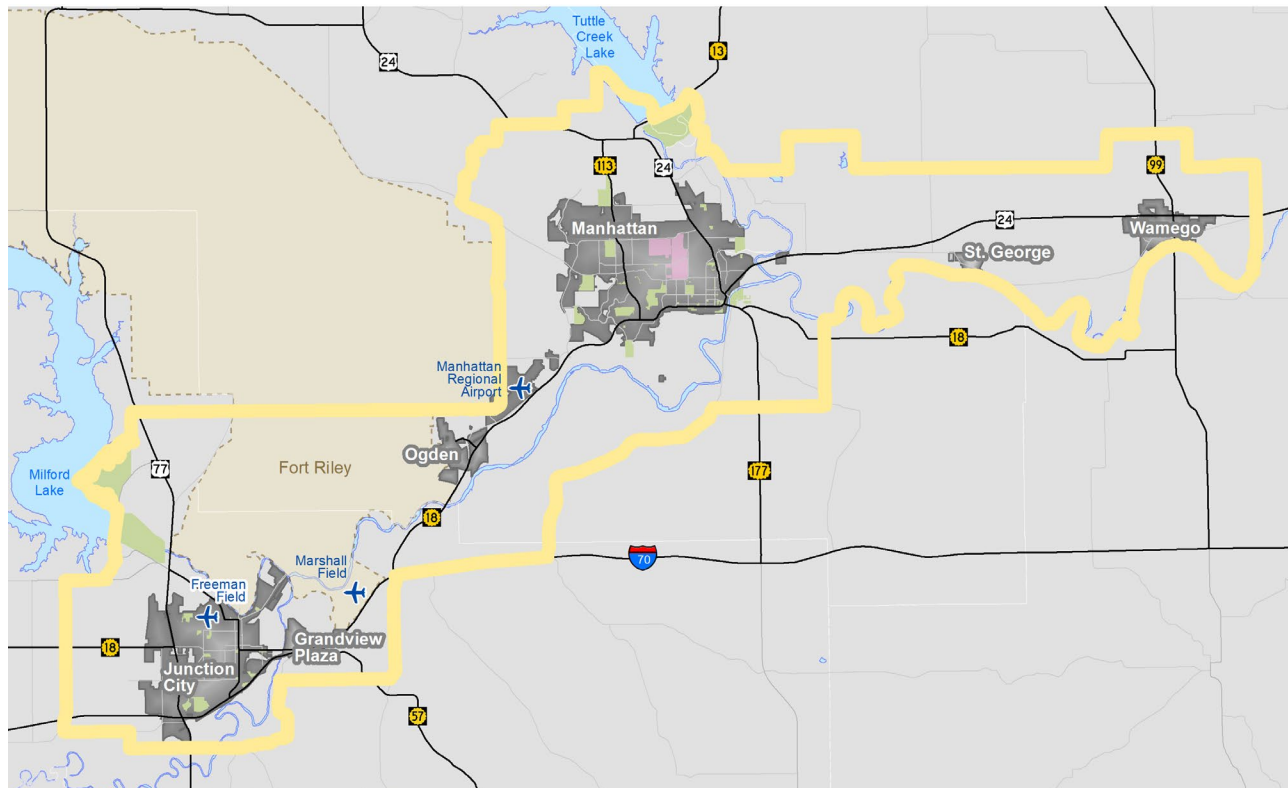 Tuttle
Creek
Lake
13
24
113
24
99
Manhattan
24
Wamego
St. George
18
Manhattan
Regional
Airport
Ogden
77
Fort Riley
Milford
Lake
177
18
70
Marshall
Field
Freeman
Field
18
Grandview
Plaza
Junction
City
57